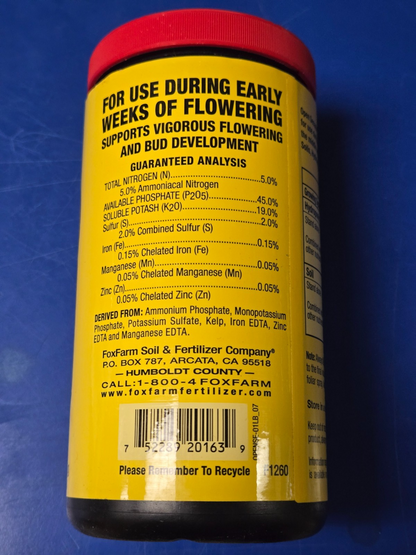 FOR USE DURING EARLY
WEEKS OF FLOWERING
SUPPORTS VIGOROUS FLOWERING
AND BUD DEVELOPMENT
GUARANTEED ANALYSIS
TOTAL NITROGEN (N)..........5.0%
5.0% Ammoniacal Nitrogen
AVAILABLE PHOSPHATE (P2O5)..........45.0%
SOLUBLE POTASH (K2O)..........19.0%
Sulfur (S)..........2.0%
2.0% Combined Sulfur (S)
Iron (Fe)..........0.15%
0.15% Chelated Iron (Fe)
Manganese (Mn)..........0.05%
0.05% Chelated Manganese (Mn)
Zinc (Zn)..........0.05%
0.05% Chelated Zinc (Zn)
DERIVED FROM: Ammonium Phosphate, Monopotassium
Phosphate, Potassium Sulfate, Kelp, Iron EDTA, Zinc
EDTA and Manganese EDTA.
FoxFarm Soil & Fertilizer Company®
P.O. BOX 787, ARCATA, CA 95518
— HUMBOLDT COUNTY —
CALL:1-800-4FOXFARM
www.foxfarmfertilizer.com
7 52289 20163 9
Please Remember To Recycle
Soil
Note: